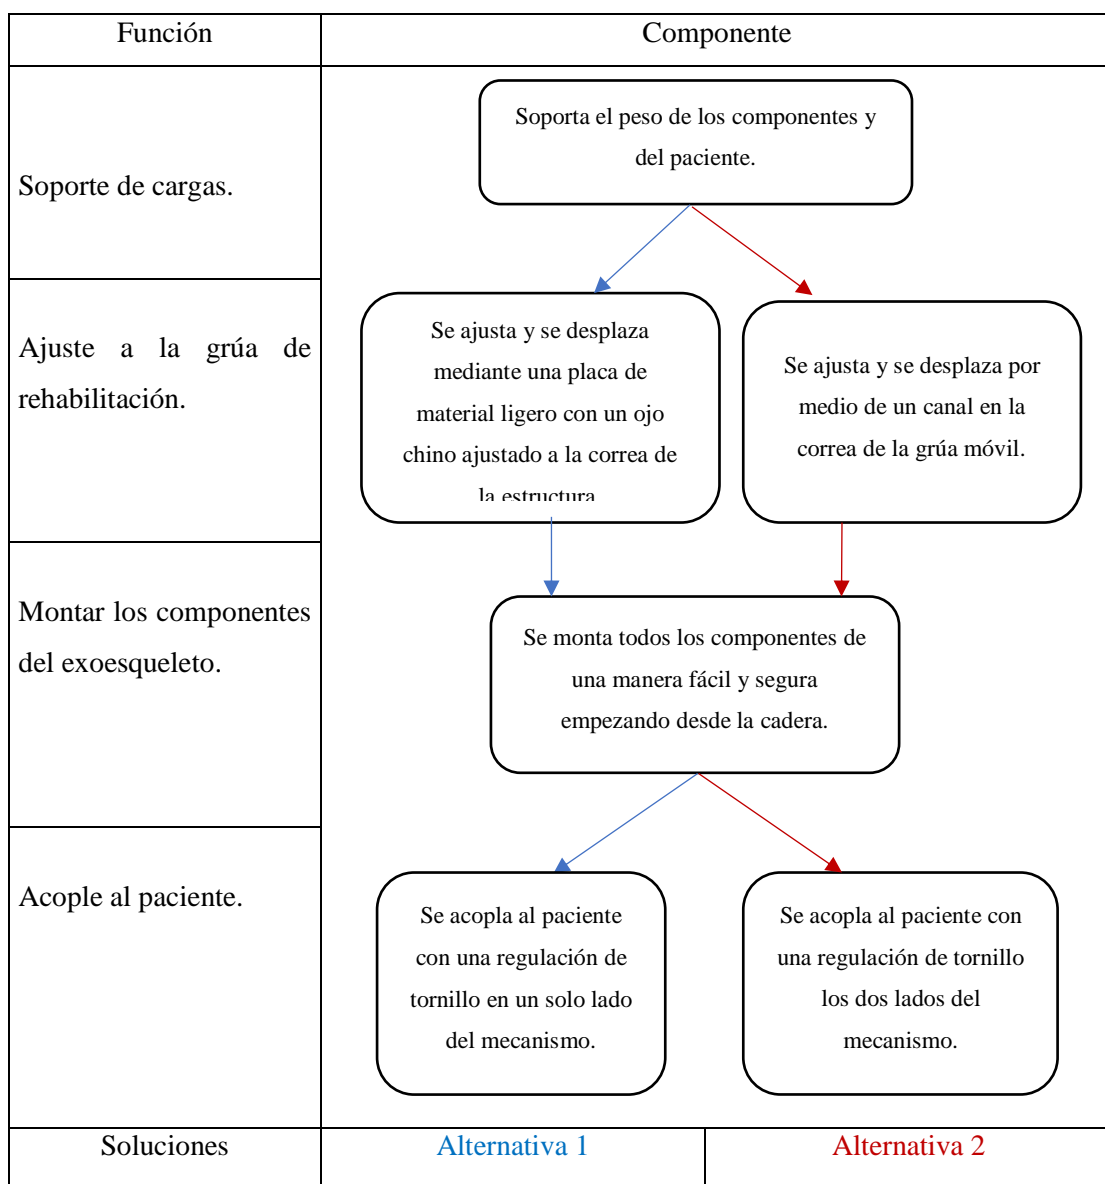 Función
Componente
Soporte de cargas.
Soporta el peso de los componentes y
del paciente.
Ajuste a la grúa de
rehabilitación.
Se ajusta y se desplaza
mediante una placa de
material ligero con un ojo
chino ajustado a la correa de
la estructura
Se ajusta y se desplaza por
medio de un canal en la
correa de la grúa móvil.
Montar los componentes
del exoesqueleto.
Se monta todos los componentes de
una manera fácil y segura
empezando desde la cadera.
Acople al paciente.
Se acopla al paciente
con una regulación de
tornillo en un solo lado
del mecanismo.
Se acopla al paciente con
una regulación de tornillo
los dos lados del
mecanismo.
Soluciones
Alternativa 1
Alternativa 2